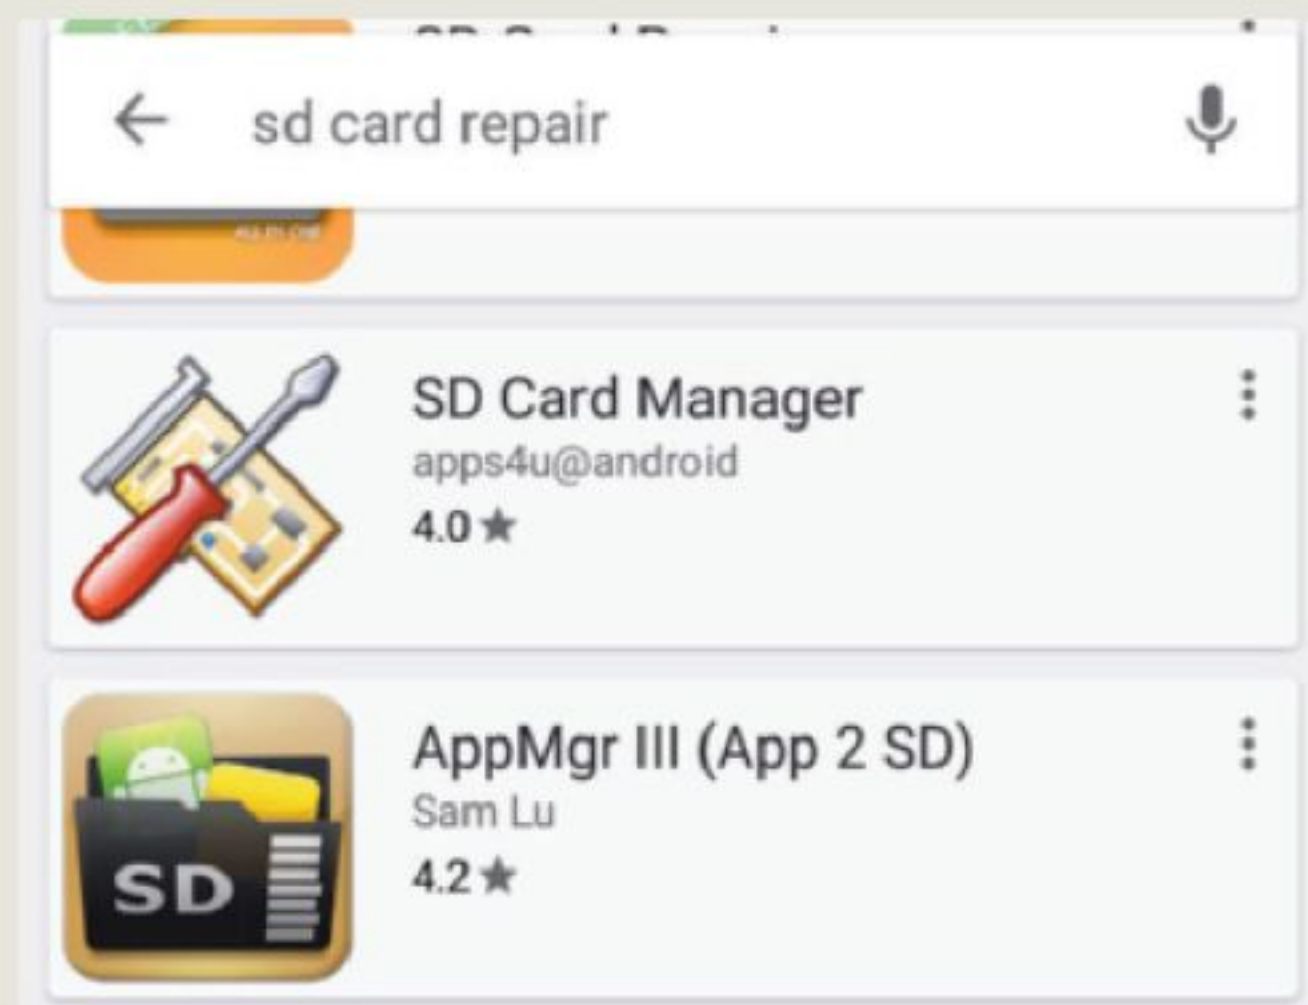 sd card repair
SD Card Manager
apps4u@android
4.0★
AppMgr III (App 2 SD)
Sam Lu
4.2★
SD